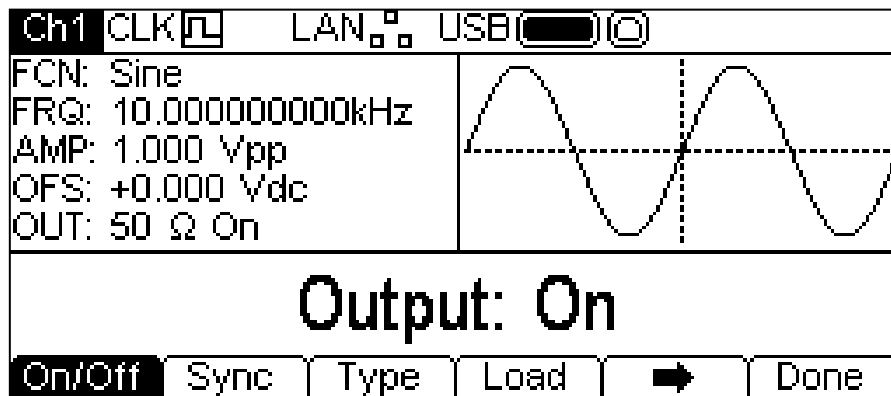 Ch1 CLK LAN USB
FCN: Sine
FRQ: 10.000000000kHz
AMP: 1.000 Vpp
OFS: +0.000 Vdc
OUT: 50 Ω On
Output: On
On/Off Sync Type Load Done